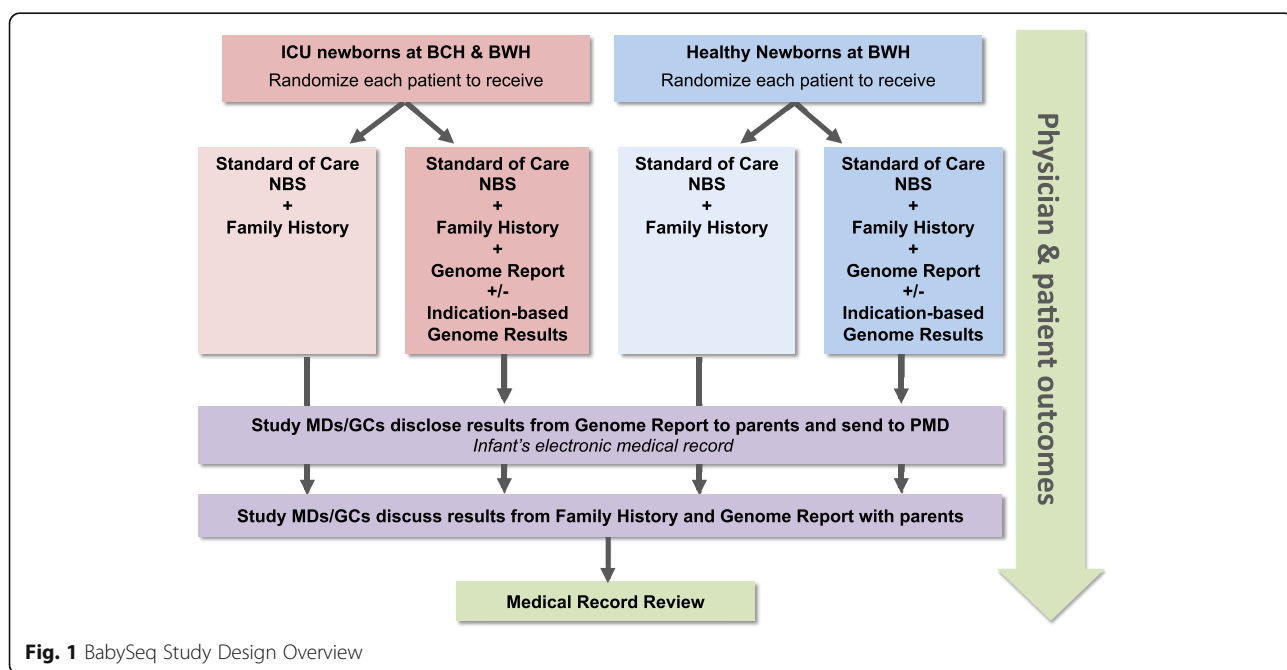 ICU newborns at BCH & BWH
Randomize each patient to receive
Healthy Newborns at BWH
Randomize each patient to receive
Standard of Care
NBS
+
Family History
Standard of Care
NBS
+
Family History
+
Genome Report
+/-
Indication-based
Genome Results
Standard of Care
NBS
+
Family History
Standard of Care
NBS
+
Family History
+
Genome Report
+/-
Indication-based
Genome Results
Study MDs/GCs disclose results from Genome Report to parents and send to PMD
Infant’s electronic medical record
Study MDs/GCs discuss results from Family History and Genome Report with parents
Medical Record Review
Physician & patient outcomes
Fig. 1 BabySeq Study Design Overview